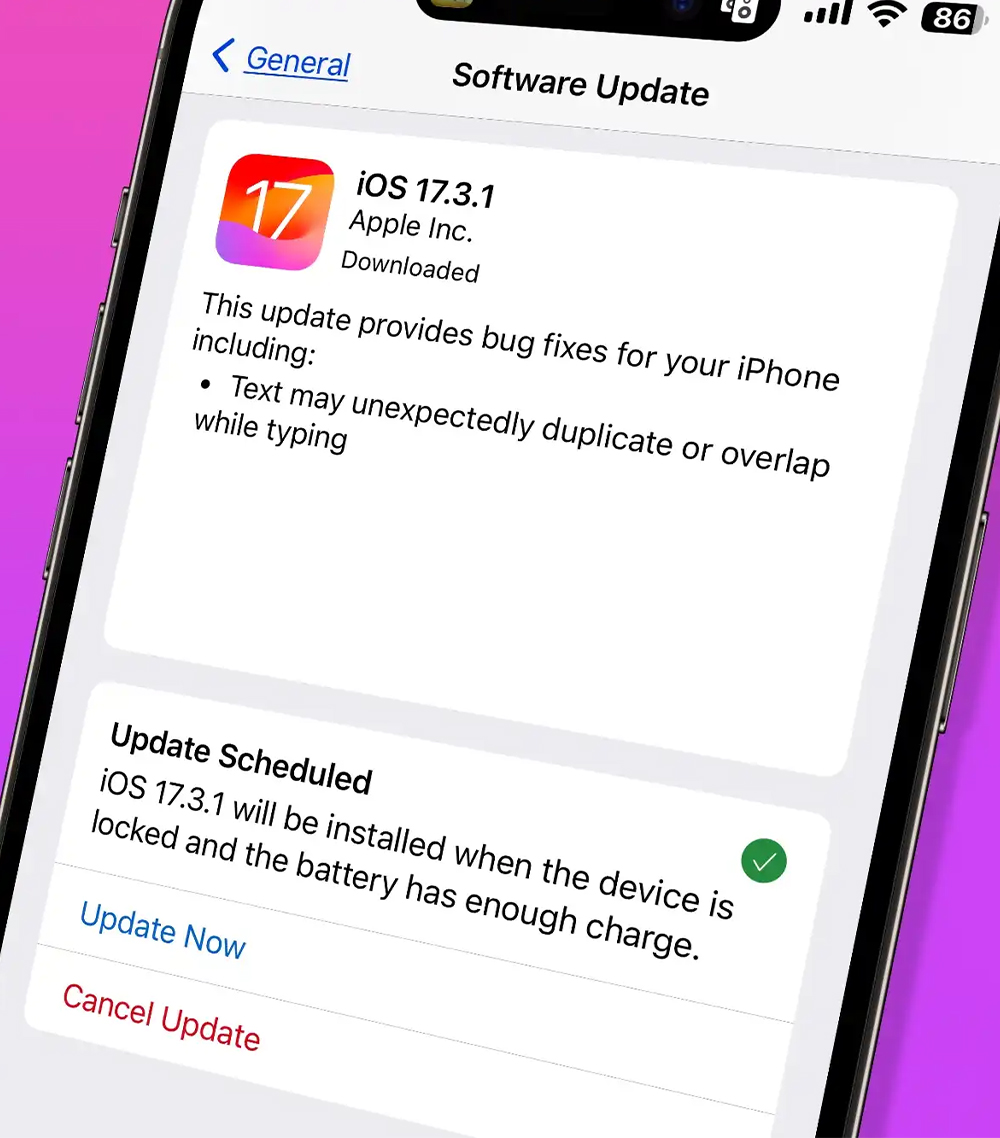 86
General
Software Update
17
iOS 17.3.1
Apple Inc.
Downloaded
This update provides bug fixes for your iPhone
including:
• Text may unexpectedly duplicate or overlap
while typing
Update Scheduled
iOS 17.3.1 will be installed when the device is
locked and the battery has enough charge.
Update Now
Cancel Update